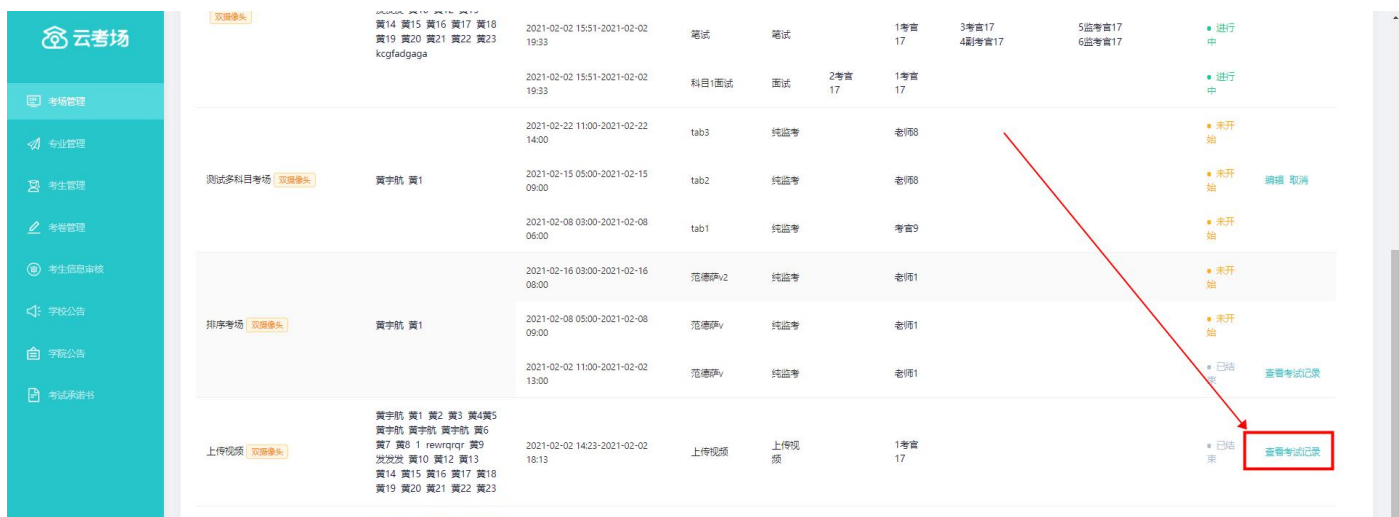 云考场
考场管理
专业管理
考生管理
考卷管理
考生信息审核
学校公告
学院公告
考试承诺书
双摄像头
黄14 黄15 黄16 黄17 黄18
黄19 黄20 黄21 黄22 黄23
kcgfadgaga
2021-02-02 15:51-2021-02-02
19:33
笔试
笔试
1考官
17
3考官17
4副考官17
5监考官17
6监考官17
进行
中
2021-02-02 15:51-2021-02-02
19:33
科目1面试
面试
2考官
17
1考官
17
进行
中
测试多科目考场 双摄像头
黄宇航 黄1
2021-02-22 11:00-2021-02-22
14:00
tab3
纯监考
老师8
未开
始
2021-02-15 05:00-2021-02-15
09:00
tab2
纯监考
老师8
未开
始
编辑 取消
2021-02-08 03:00-2021-02-08
06:00
tab1
纯监考
考官9
未开
始
排序考场 双摄像头
黄宇航 黄1
2021-02-16 03:00-2021-02-16
08:00
范德萨v2
纯监考
老师1
未开
始
2021-02-08 05:00-2021-02-08
09:00
范德萨v
纯监考
老师1
未开
始
2021-02-02 11:00-2021-02-02
13:00
范德萨v
纯监考
老师1
已结
束
查看考试记录
上传视频 双摄像头
黄宇航 黄1 黄2 黄3 黄4黄5
黄宇航 黄宇航 黄宇航 黄6
黄7 黄8 1 rewrqrqr 黄9
发发发 黄10 黄12 黄13
黄14 黄15 黄16 黄17 黄18
黄19 黄20 黄21 黄22 黄23
2021-02-02 14:23-2021-02-02
18:13
上传视频
上传视
频
1考官
17
已结
束
查看考试记录